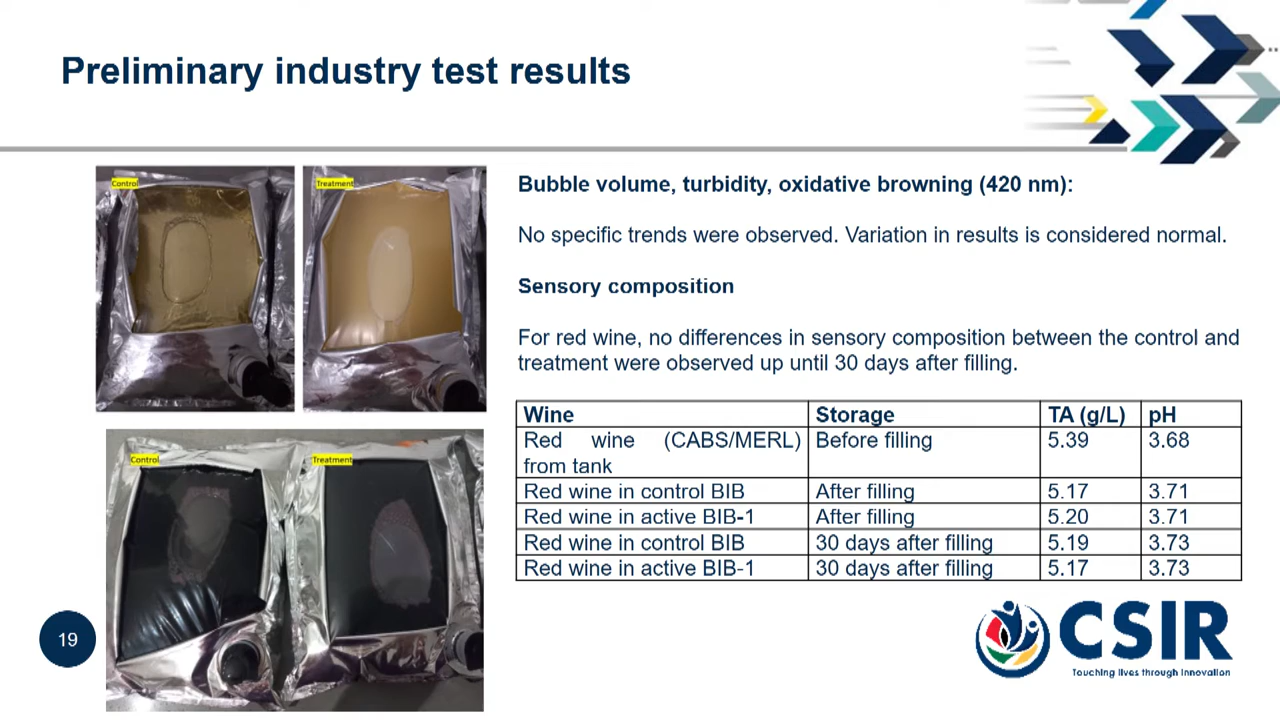 Preliminary industry test results
Control
Treatment
Control
Treatment
Bubble volume, turbidity, oxidative browning (420 nm):
No specific trends were observed. Variation in results is considered normal.
Sensory composition
For red wine, no differences in sensory composition between the control and
treatment were observed up until 30 days after filling.
Wine Storage TA (g/L) pH
Red wine (CABS/MERL) Before filling 5.39 3.68
from tank
Red wine in control BIB After filling 5.17 3.71
Red wine in active BIB-1 After filling 5.20 3.71
Red wine in control BIB 30 days after filling 5.19 3.73
Red wine in active BIB-1 30 days after filling 5.17 3.73
19
CSIR
Touching lives through innovation